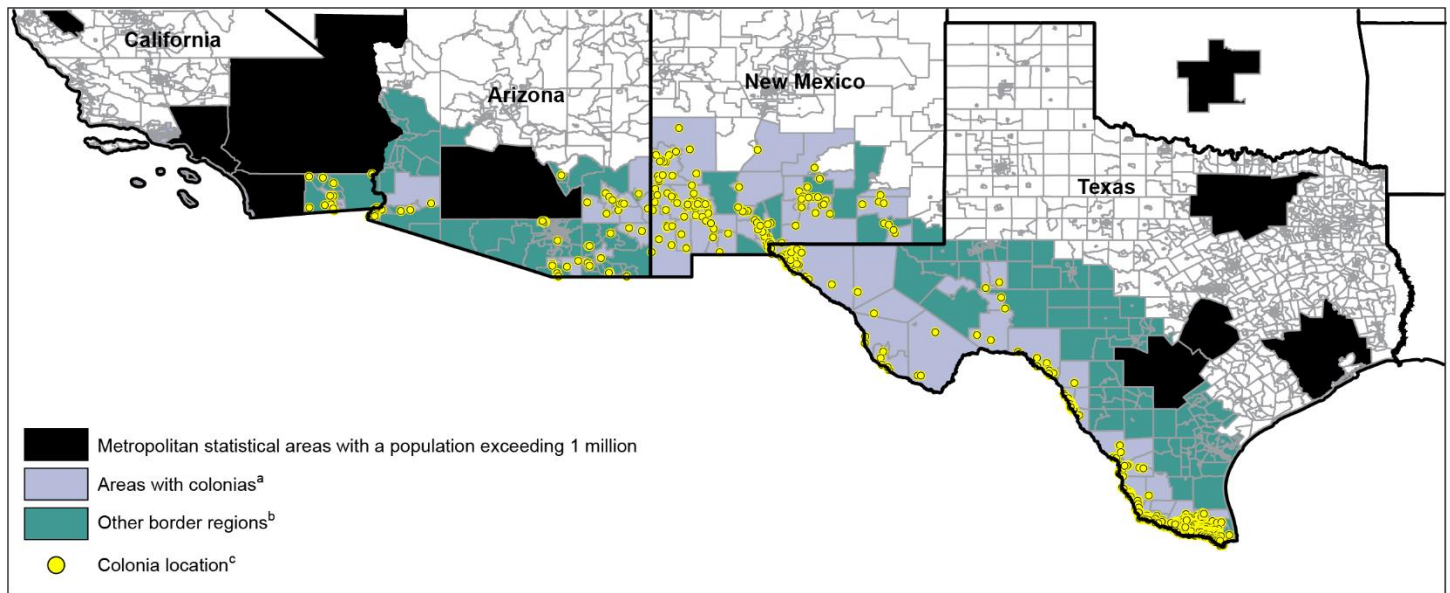 California
Arizona
New Mexico
Texas
Metropolitan statistical areas with a population exceeding 1 million
Areas with coloniasᵃ
Other border regionsᵇ
Colonia locationᶜ